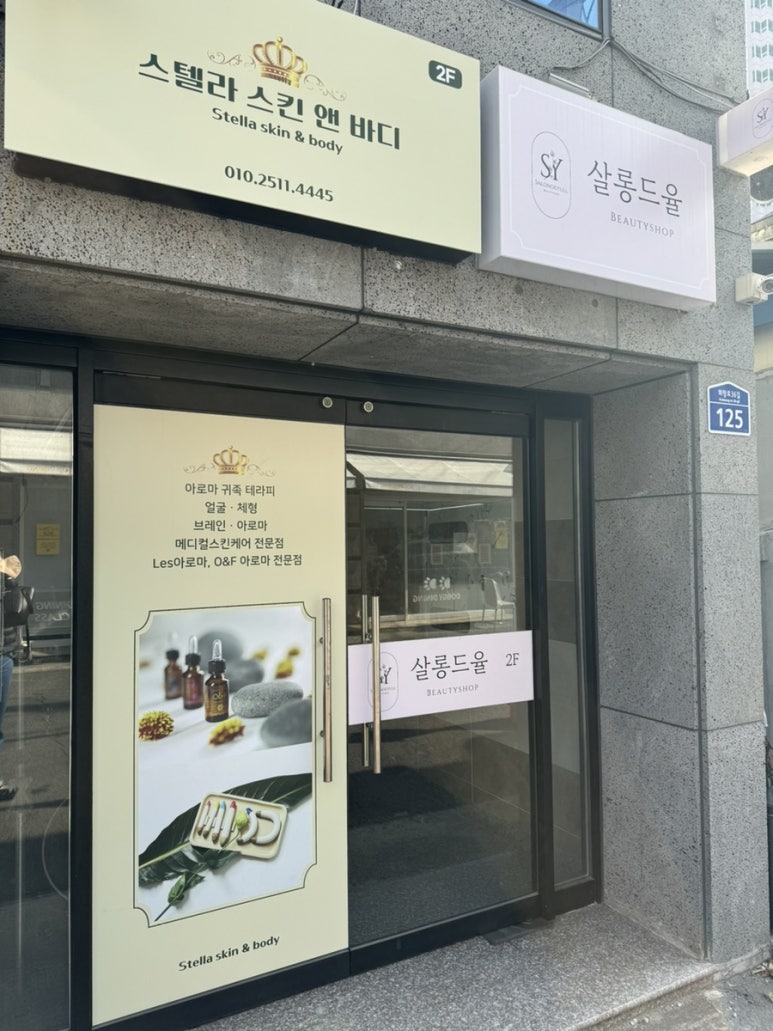 스텔라 스킨 앤 바디
2F
Stella skin & body
010.2511.4445
SY
살롱드율
BEAUTYSHOP
125
아로마 귀족 테라피
얼굴 · 체형
브레인 · 아로마
메디컬스킨케어 전문점
Les아로마, O&F 아로마 전문점
Stella skin & body
살롱드율 2F
BEAUTYSHOP